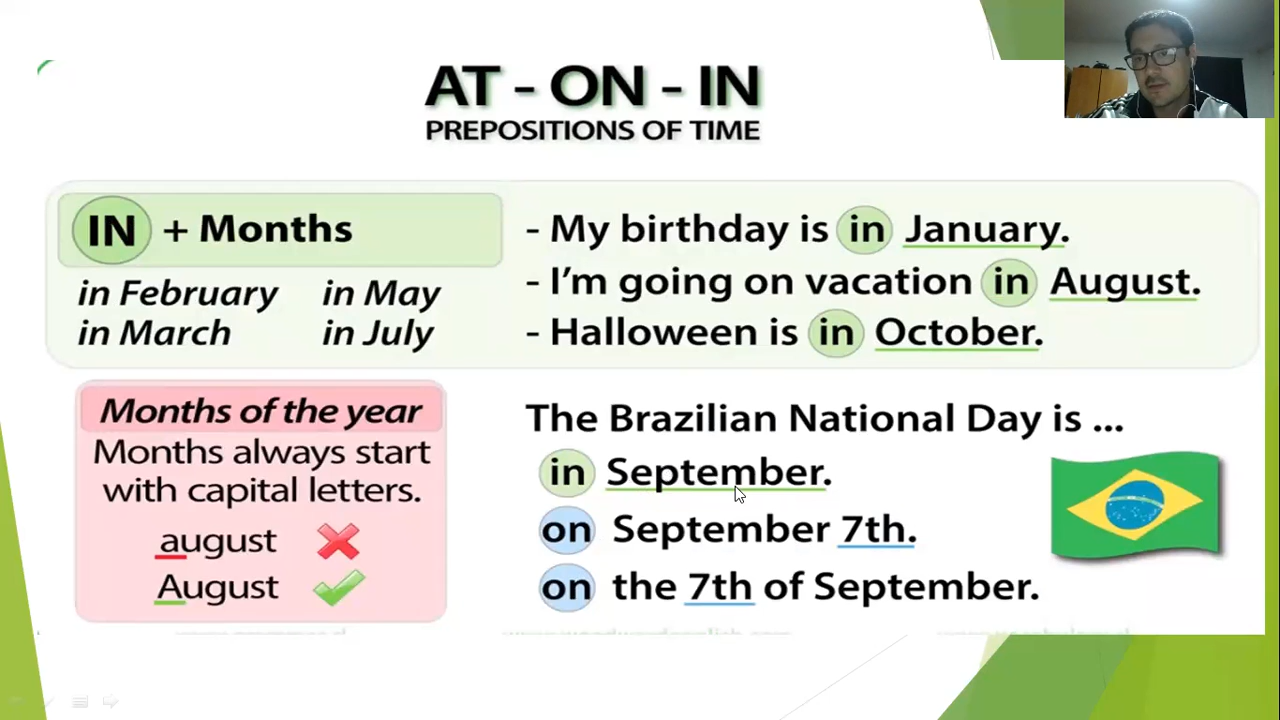 AT - ON - IN
PREPOSITIONS OF TIME
IN + Months
in February in May
in March in July
- My birthday is in January.
- I'm going on vacation in August.
- Halloween is in October.
Months of the year
Months always start
with capital letters.
august
August
The Brazilian National Day is ...
in September.
on September 7th.
on the 7th of September.